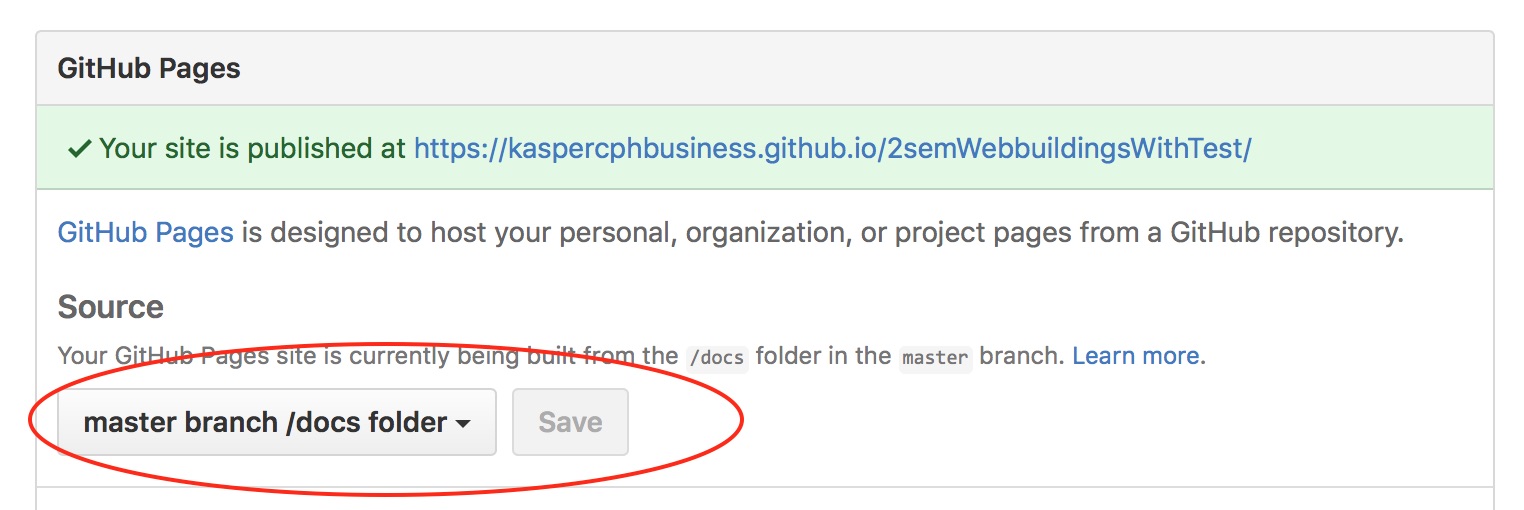 GitHub Pages
Your site is published at https://kaspercphbusiness.github.io/2semWebbuildingsWithTest/
GitHub Pages is designed to host your personal, organization, or project pages from a GitHub repository.
Source
Your GitHub Pages site is currently being built from the /docs folder in the master branch. Learn more.
master branch /docs folder Save